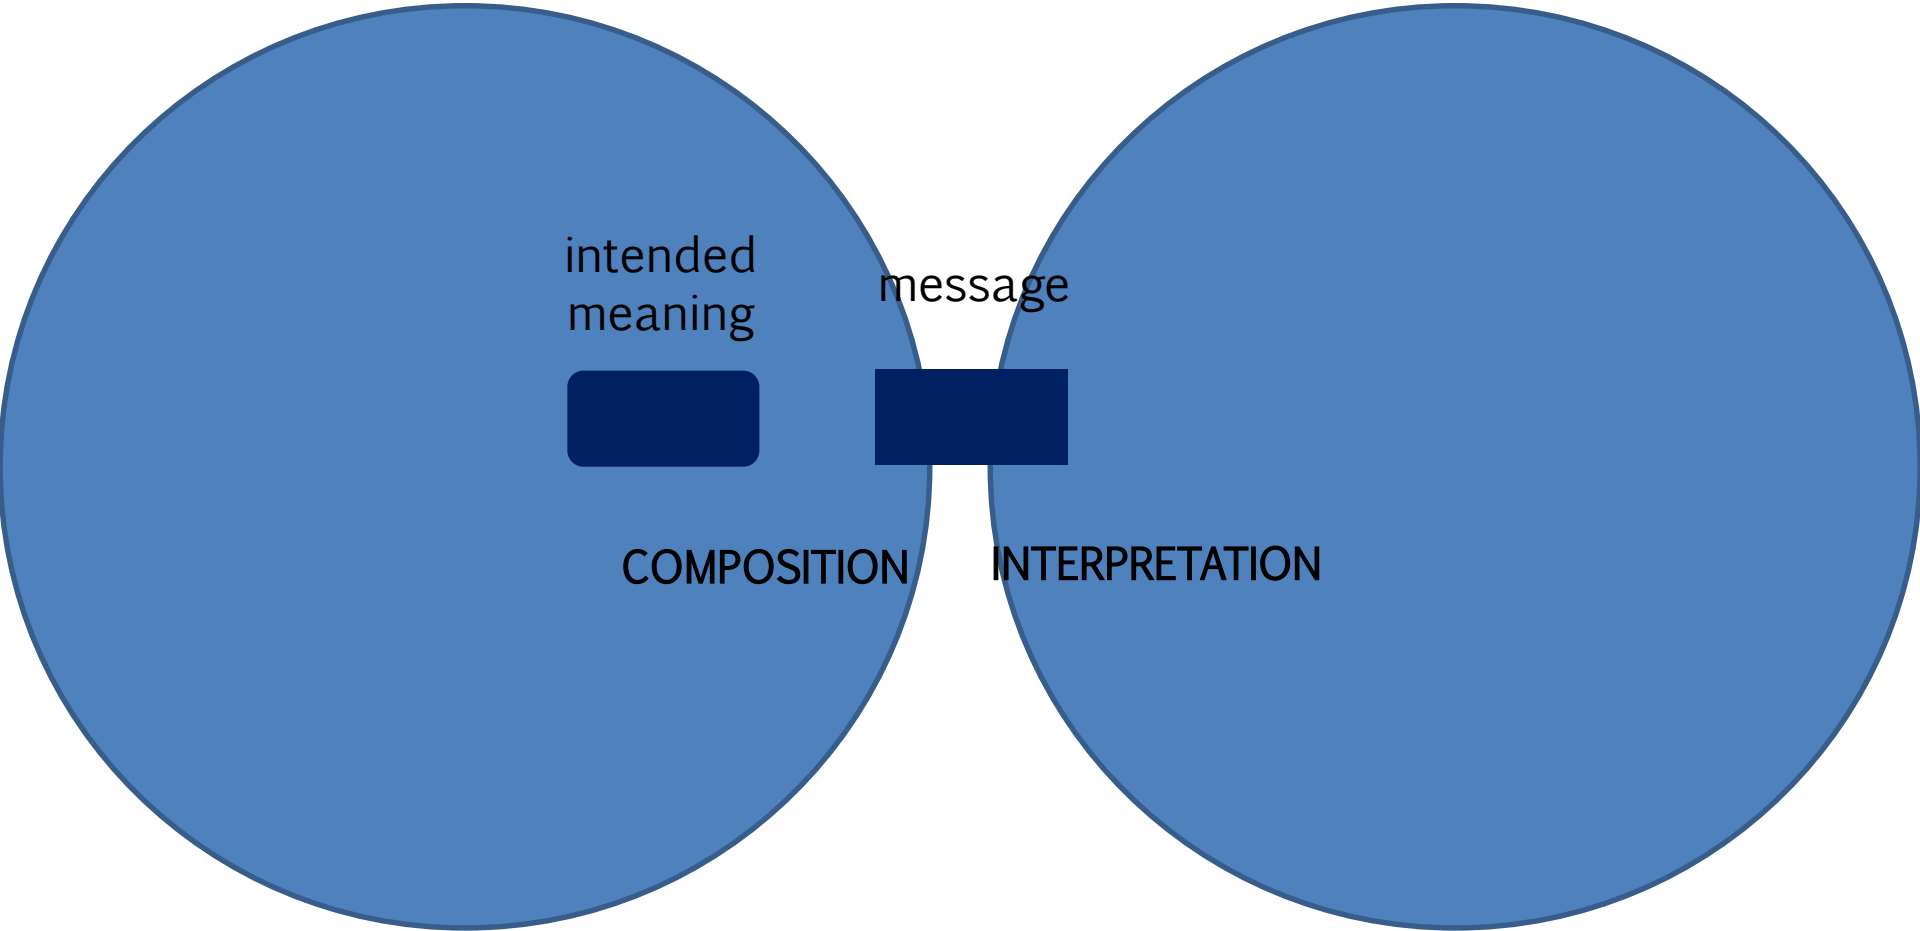 intended
meaning
message
COMPOSITION
INTERPRETATION